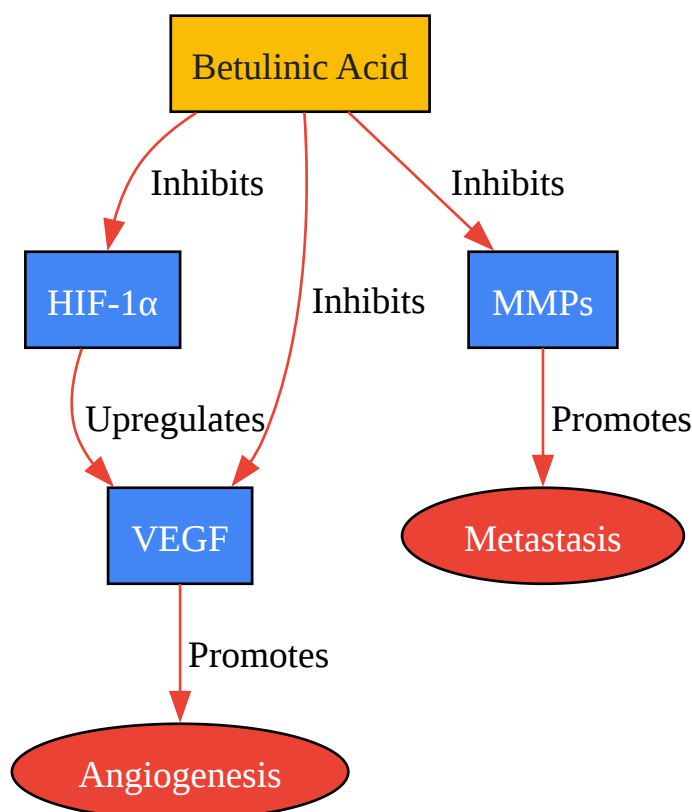 Betulinic Acid
Inhibits
Inhibits
HIF-1α
Inhibits
MMPs
Upregulates
Promotes
VEGF
Metastasis
Promotes
Angiogenesis